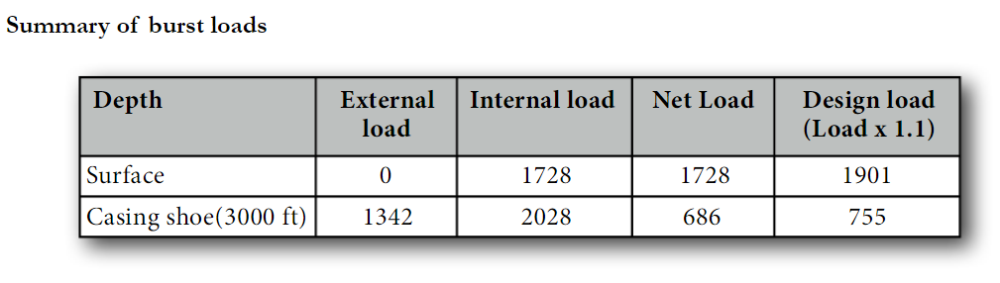 Summary of burst loads
Depth External load Internal load Net Load Design load (Load x 1.1)
Surface 0 1728 1728 1901
Casing shoe(3000 ft) 1342 2028 686 755